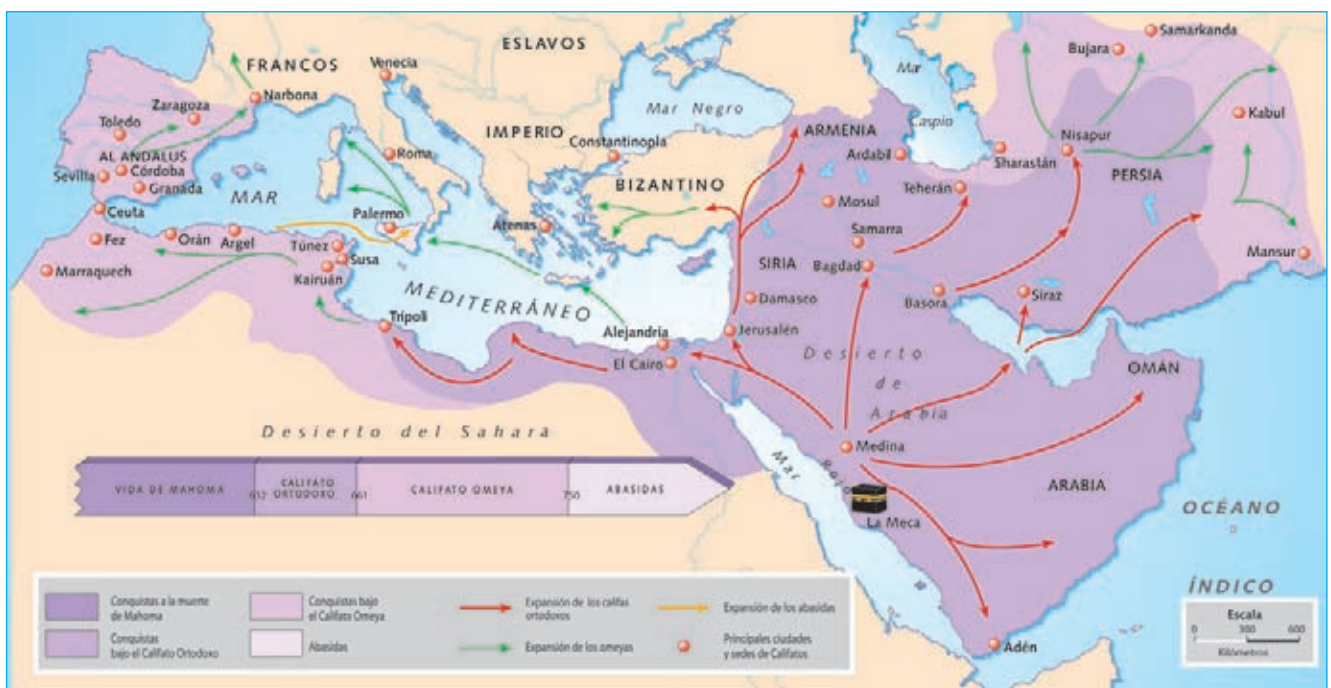 ESLAVOS
FRANCOS
Venecia
Narbona
Zaragoza
Toledo
AL ANDALUS
Córdoba
Sevilla
Granada
Ceuta
Fez
Marraquech
Orán
Argel
Túnez
Susa
Kairuán
Trípoli
MAR
MEDITERRÁNEO
Roma
Palermo
Atenas
IMPERIO
BIZANTINO
Constantinopla
Mar Negro
Mar
Caspio
ARMENIA
Ardabil
Mosul
Samarra
SIRIA
Bagdad
Damasco
Jerusalén
Alejandría
El Cairo
Teherán
Sharastán
Nisapur
PERSIA
Bujara
Samarkanda
Kabul
Mansur
Basora
Siraz
Desierto
de
Arabia
OMÁN
Medina
Mar Rojo
La Meca
ARABIA
Adén
OCÉANO
ÍNDICO
Desierto del Sahara
VIDA DE MAHOMA
CALIFATO
ORTODOXO
661
CALIFATO OMEYA
750
ABASIDAS
Conquistas a la muerte
de Mahoma
Conquistas
bajo el Califato Ortodoxo
Conquistas bajo
el Califato Omeya
Abasidas
Expansión de los califas
ortodoxos
Expansión de los omeyas
Expansión de los abasidas
Principales ciudades
y sedes de Califatos
Escala
0 300 600
Kilómetros